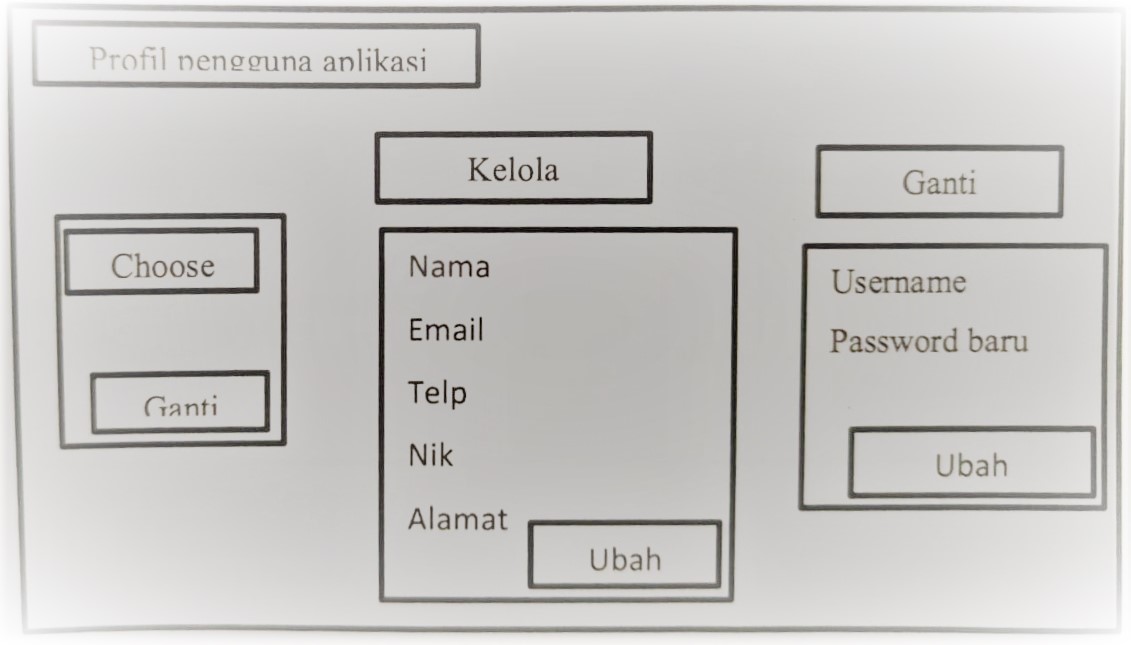 Profil pengguna aplikasi
Kelola
Ganti
Choose
Ganti
Nama
Email
Telp
Nik
Alamat
Ubah
Username
Password baru
Ubah